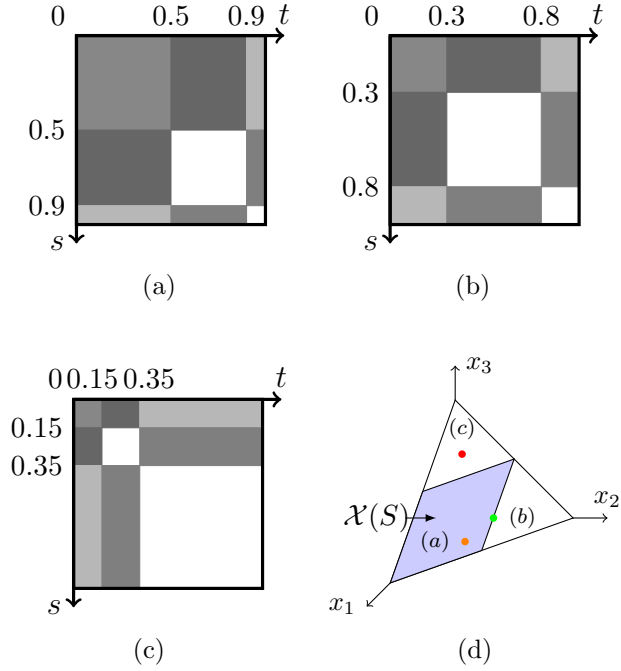 0 0.5 0.9 t
0.5
0.9
s
(a)
0 0.3 0.8 t
0.3
0.8
s
(b)
0 0.15 0.35 t
0.15
0.35
s
(c)
x₃
(c)
x₂
𝒳(S)
(b)
(a)
x₁
(d)